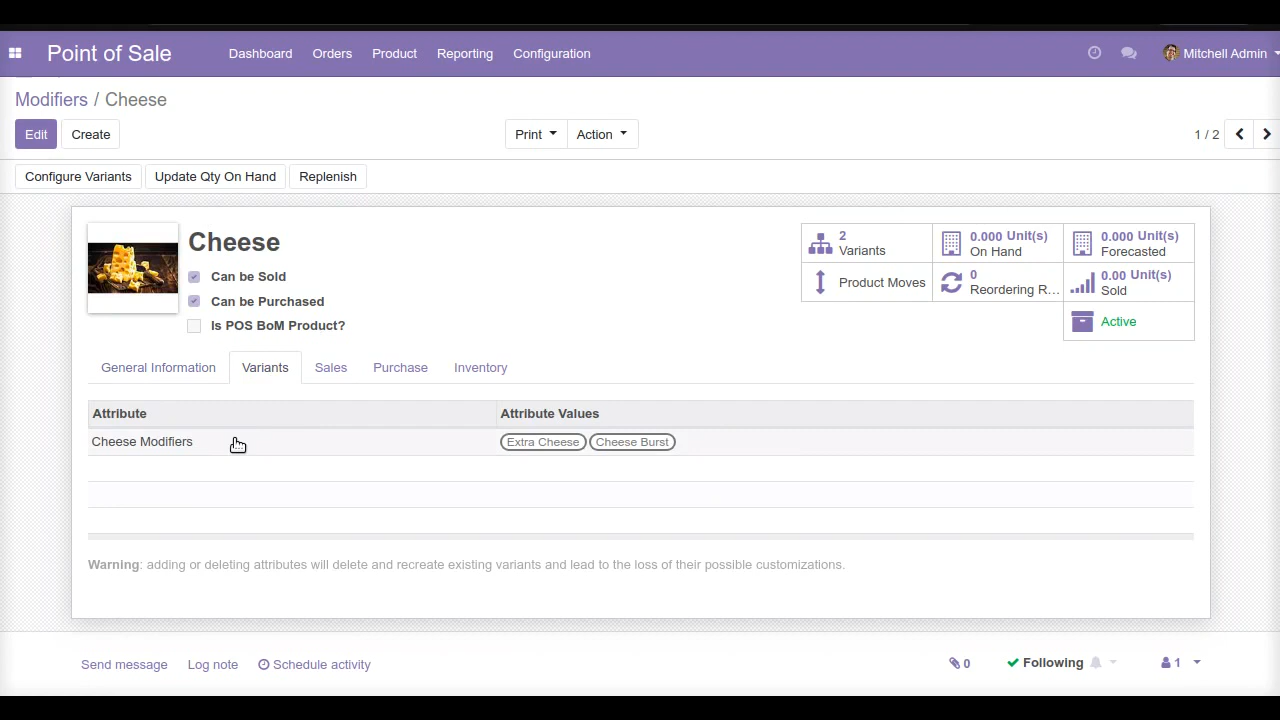 Point of Sale Dashboard Orders Product Reporting Configuration Mitchell Admin
Modifiers / Cheese
Edit Create Print Action 1 / 2
Configure Variants Update Qty On Hand Replenish
Cheese
Can be Sold
Can be Purchased
Is POS BoM Product?
2 Variants
0.000 Unit(s) On Hand
0.000 Unit(s) Forecasted
Product Moves
0 Reordering R...
0.00 Unit(s) Sold
Active
General Information Variants Sales Purchase Inventory
Attribute Attribute Values
Cheese Modifiers Extra Cheese Cheese Burst
Warning: adding or deleting attributes will delete and recreate existing variants and lead to the loss of their possible customizations.
Send message Log note Schedule activity 0 Following 1